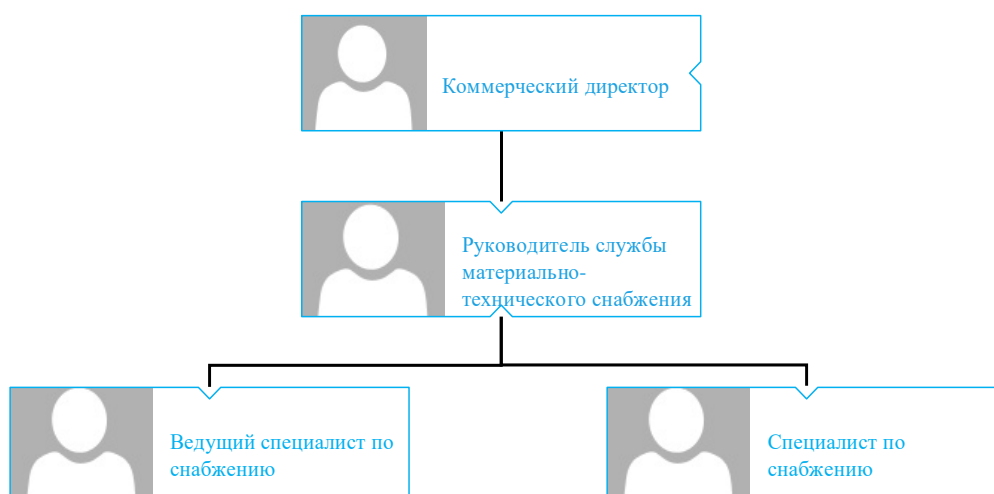 Коммерческий директор
Руководитель службы
материально-
технического снабжения
Ведущий специалист по
снабжению
Специалист по
снабжению